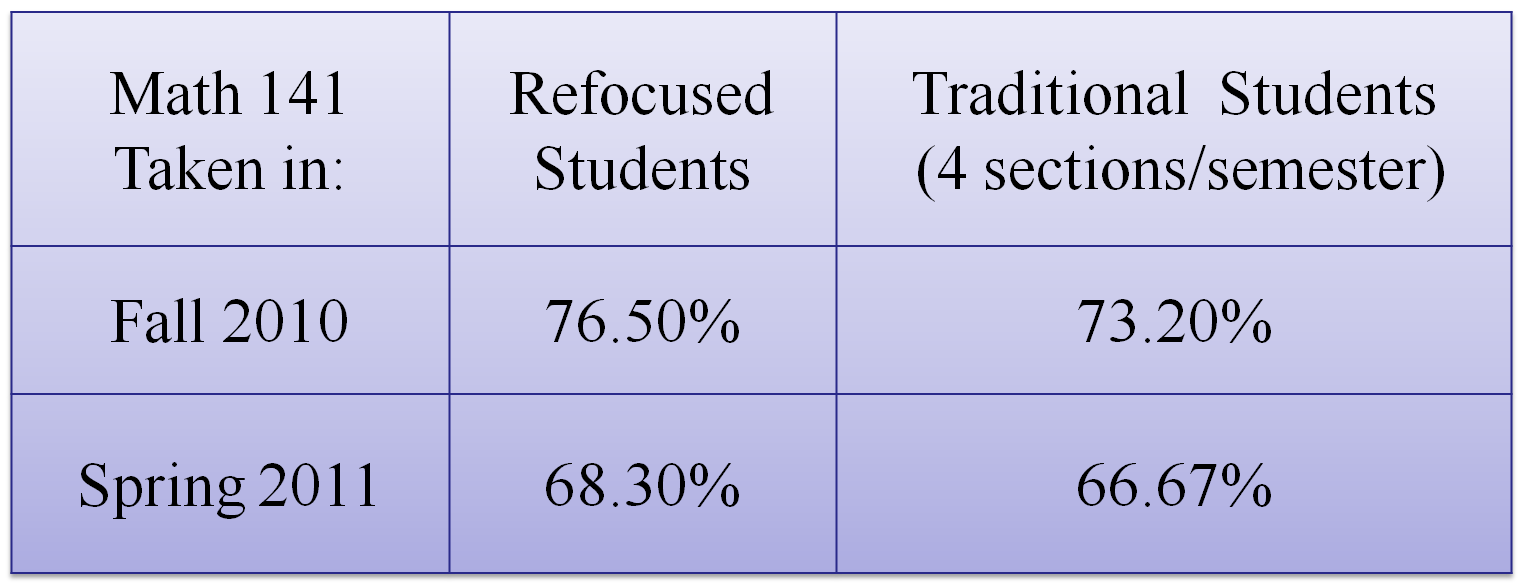 Math 141
Taken in:
Refocused
Students
Traditional Students
(4 sections/semester)
Fall 2010
76.50%
73.20%
Spring 2011
68.30%
66.67%